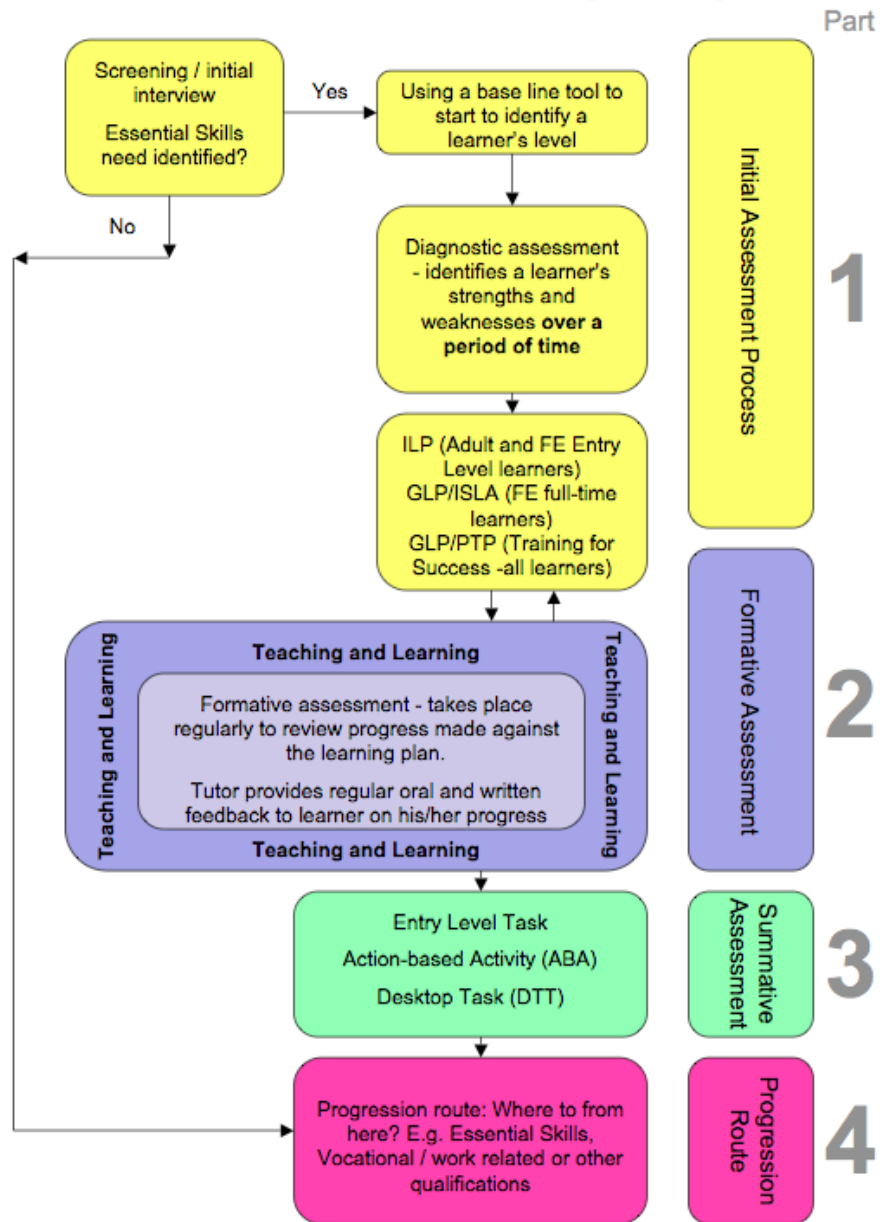 Part
Screening / initial
interview
Essential Skills
need identified?
Yes
Using a base line tool to
start to identify a
learner's level
No
Diagnostic assessment
- identifies a learner's
strengths and
weaknesses over a
period of time
ILP (Adult and FE Entry
Level learners)
GLP/ISLA (FE full-time
learners)
GLP/PTP (Training for
Success -all learners)
Initial Assessment Process
1
Teaching and Learning
Teaching and Learning
Formative assessment - takes place
regularly to review progress made against
the learning plan.
Tutor provides regular oral and written
feedback to learner on his/her progress
Teaching and Learning
Teaching and Learning
Formative Assessment
2
Entry Level Task
Action-based Activity (ABA)
Desktop Task (DTT)
Summative
Assessment
3
Progression route: Where to from
here? E.g. Essential Skills,
Vocational / work related or other
qualifications
Progression
Route
4